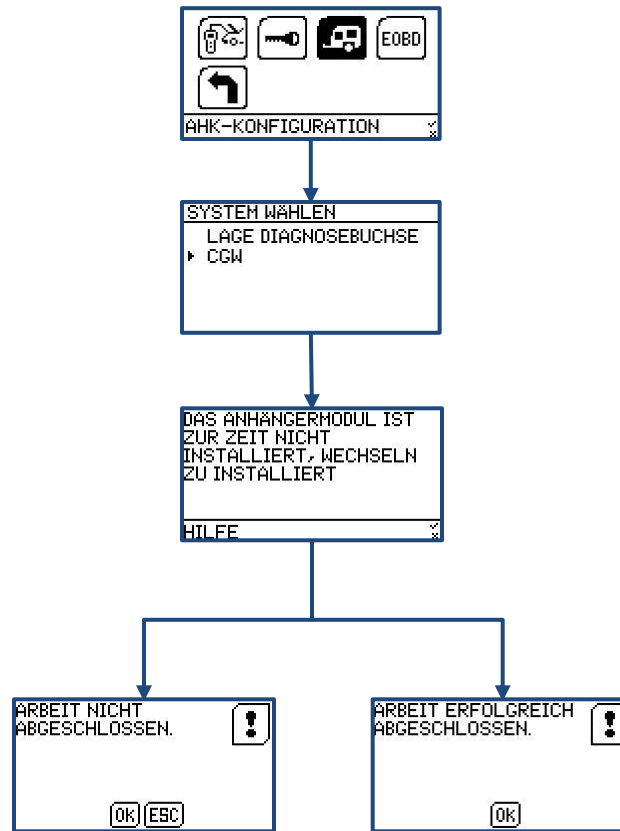 EOBD
AHK-KONFIGURATION
SYSTEM WÄHLEN
LAGE DIAGNOSEBUCHSE
CGW
DAS ANHÄNGERMODUL IST
ZUR ZEIT NICHT
INSTALLIERT, WECHSELN
ZU INSTALLIERT
HILFE
ARBEIT NICHT
ABGESCHLOSSEN.
OK ESC
ARBEIT ERFOLGREICH
ABGESCHLOSSEN.
OK